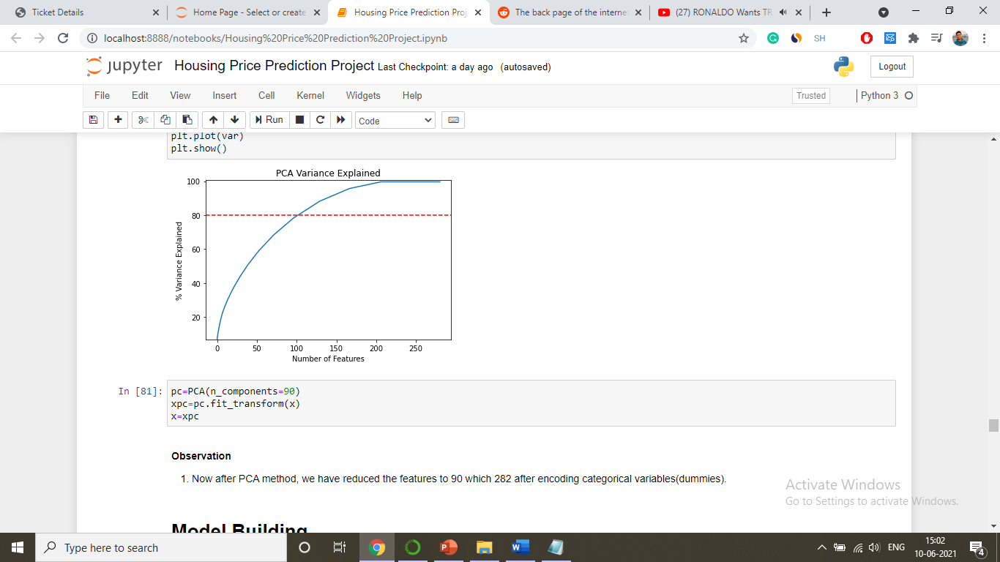 Ticket Details
Home Page - Select or create
Housing Price Prediction Proj
The back page of the internet
(27) RONALDO Wants TR
localhost:8888/notebooks/Housing%20Price%20Prediction%20Project.ipynb
SH
jupyter Housing Price Prediction Project Last Checkpoint: a day ago (autosaved)
Logout
File Edit View Insert Cell Kernel Widgets Help
Trusted Python 3
Run
Code
plt.plot(var)
plt.show()
PCA Variance Explained
100
80
60
40
20
% Variance Explained
0 50 100 150 200 250
Number of Features
In [81]: pc=PCA(n_components=90)
xpc=pc.fit_transform(x)
x=xpc
Observation
1. Now after PCA method, we have reduced the features to 90 which 282 after encoding categorical variables(dummies).
Activate Windows
Go to Settings to activate Windows.
Model Building
Type here to search
ENG
15:02
10-06-2021
4